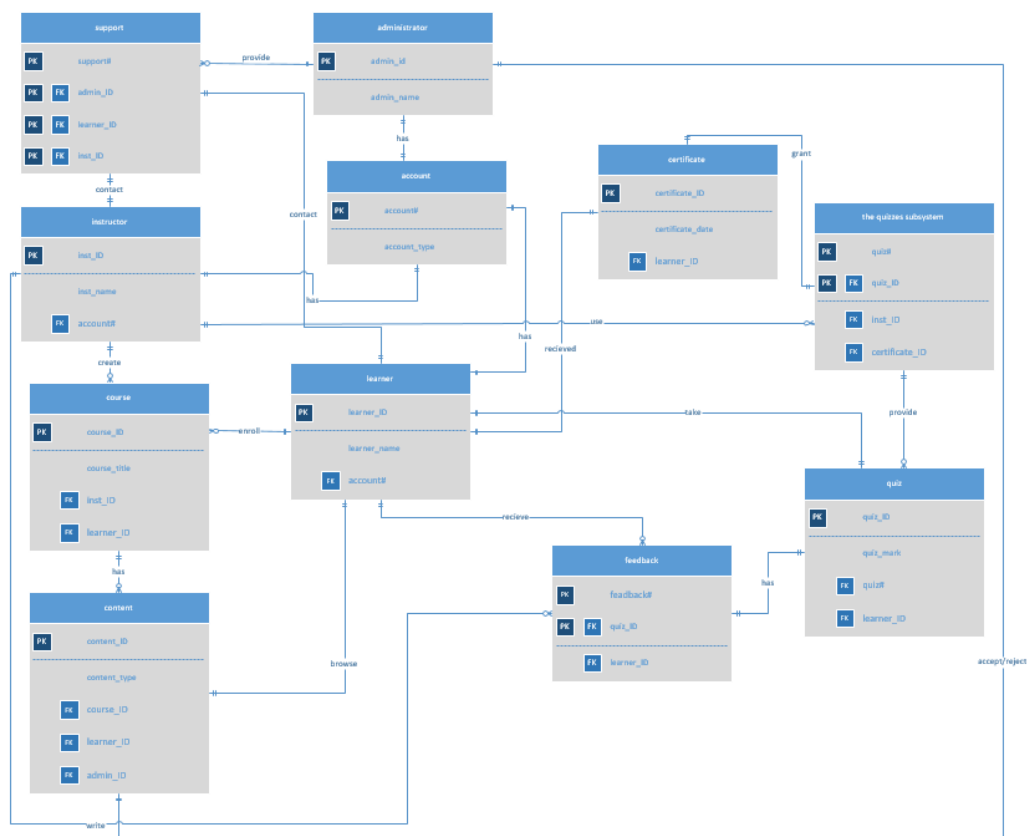 support
PK support#
PK FK admin_ID
PK FK learner_ID
PK FK inst_ID
provide
administrator
PK admin_id
admin_name
has
account
PK account#
account_type
contact
contact
instructor
PK inst_ID
inst_name
FK account#
has
has
use
certificate
PK certificate_ID
certificate_date
FK learner_ID
grant
recieved
the quizzes subsystem
PK quiz#
PK FK quiz_ID
FK inst_ID
FK certificate_ID
create
course
PK course_ID
course_title
FK inst_ID
FK learner_ID
enroll
learner
PK learner_ID
learner_name
FK account#
take
provide
quiz
PK quiz_ID
quiz_mark
FK quiz#
FK learner_ID
recieve
has
has
feedback
PK feadback#
PK FK quiz_ID
FK learner_ID
content
PK content_ID
content_type
FK course_ID
FK learner_ID
FK admin_ID
browse
accept/reject
write